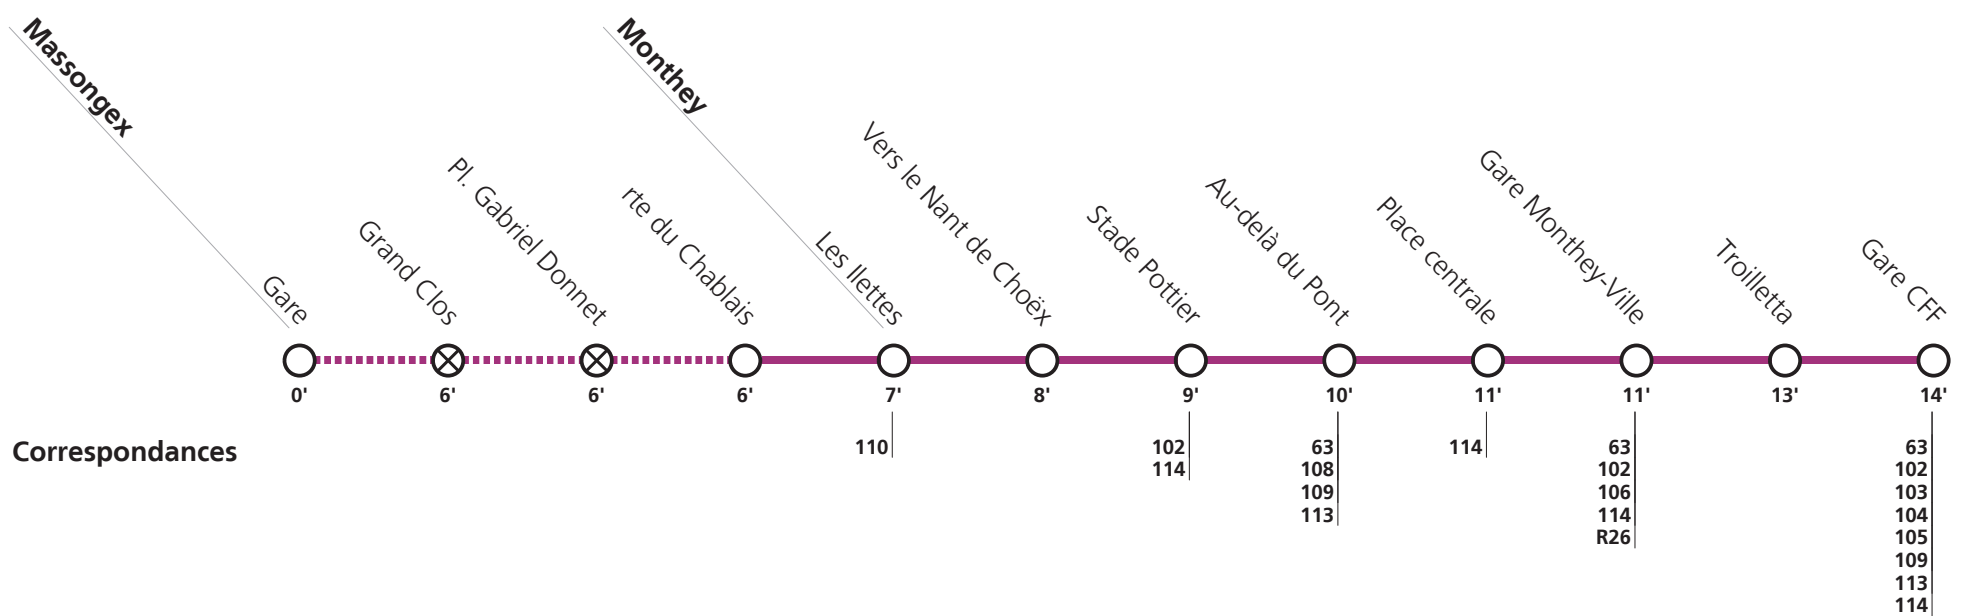 Massongex
Gare
Grand Clos
Pl. Gabriel Donnet
rte du Chablais
Monthey
Les Ilettes
Vers le Nant de Choëx
Stade Pottier
Au-delà du Pont
Place centrale
Gare Monthey-Ville
Troilletta
Gare CFF
0' 6' 6' 6' 7' 8' 9' 10' 11' 11' 13' 14'
Correspondances
110
102
114
63
108
109
113
114
63
102
106
114
R26
63
102
103
104
105
109
113
114